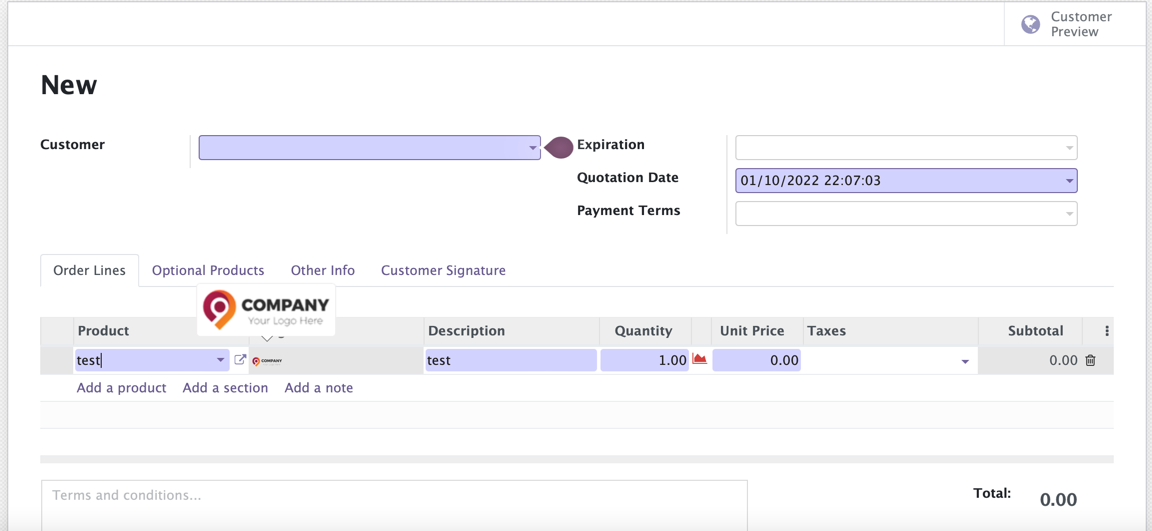 Customer
Preview
New
Customer
Expiration
Quotation Date 01/10/2022 22:07:03
Payment Terms
Order Lines Optional Products Other Info Customer Signature
COMPANY
Your Logo Here
Product Description Quantity Unit Price Taxes Subtotal
test COMPANY test 1.00 0.00 0.00
Add a product Add a section Add a note
Terms and conditions...
Total: 0.00